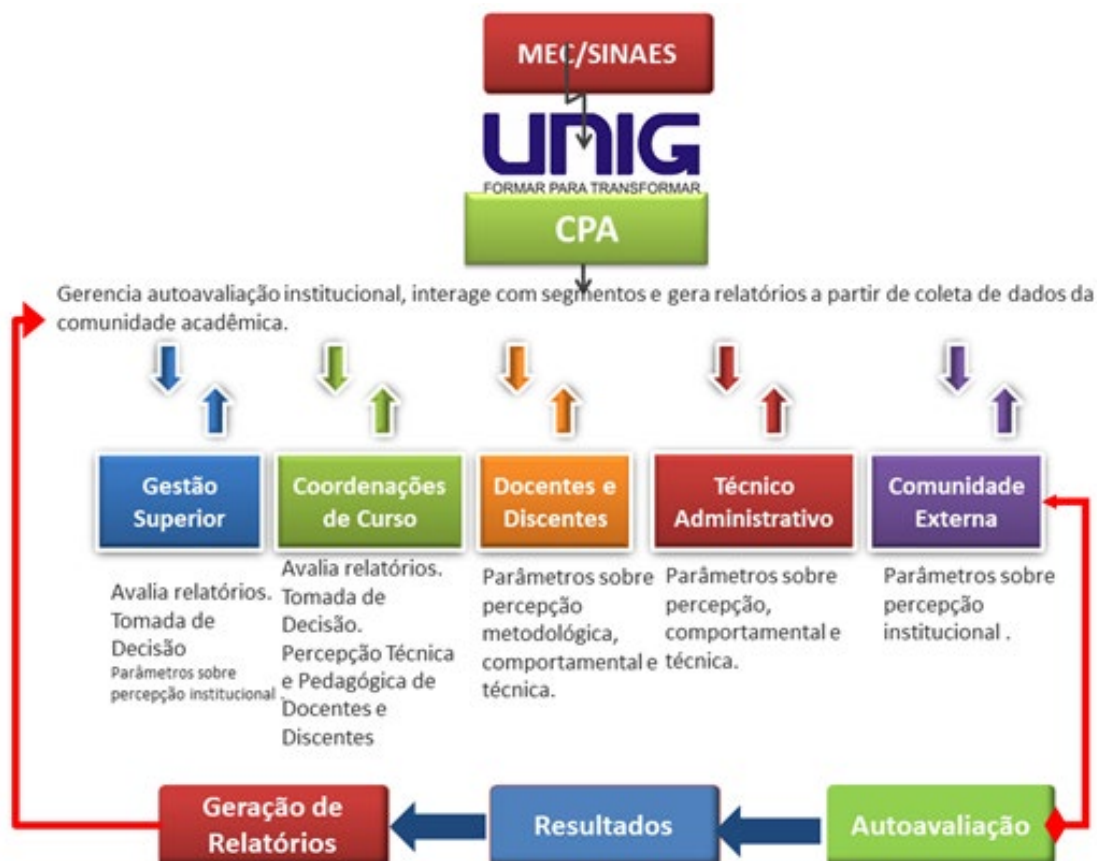 MEC/SINAES
UNIG
FORMAR PARA TRANSFORMAR
CPA
Gerencia autoavaliação institucional, interage com segmentos e gera relatórios a partir de coleta de dados da
comunidade acadêmica.
Gestão
Superior
Avalia relatórios.
Tomada de
Decisão
Parâmetros sobre
percepção institucional .
Coordenações
de Curso
Avalia relatórios.
Tomada de
Decisão.
Percepção Técnica
e Pedagógica de
Docentes e
Discentes
Docentes e
Discentes
Parâmetros sobre
percepção
metodológica,
comportamental e
técnica.
Técnico
Administrativo
Parâmetros sobre
percepção,
comportamental e
técnica.
Comunidade
Externa
Parâmetros sobre
percepção
institucional .
Geração de
Relatórios
Resultados
Autoavaliação